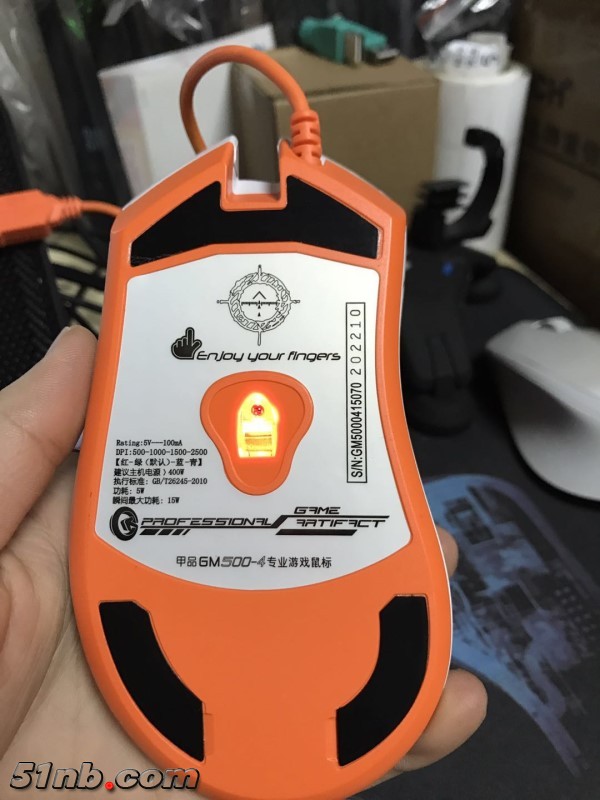 Enjoy your fingers
S/N:GM5000415070 202210
Rating:5V---100mA
DPI:500-1000-1500-2500
【红-绿(默认)-蓝-青】
建议主机电源〉400W
执行标准: GB/T26245-2010
功耗: 5W
瞬间最大功耗: 15W
PROFESSIONAL GAME ARTIFACT
甲品GM500-4专业游戏鼠标
51nb.com